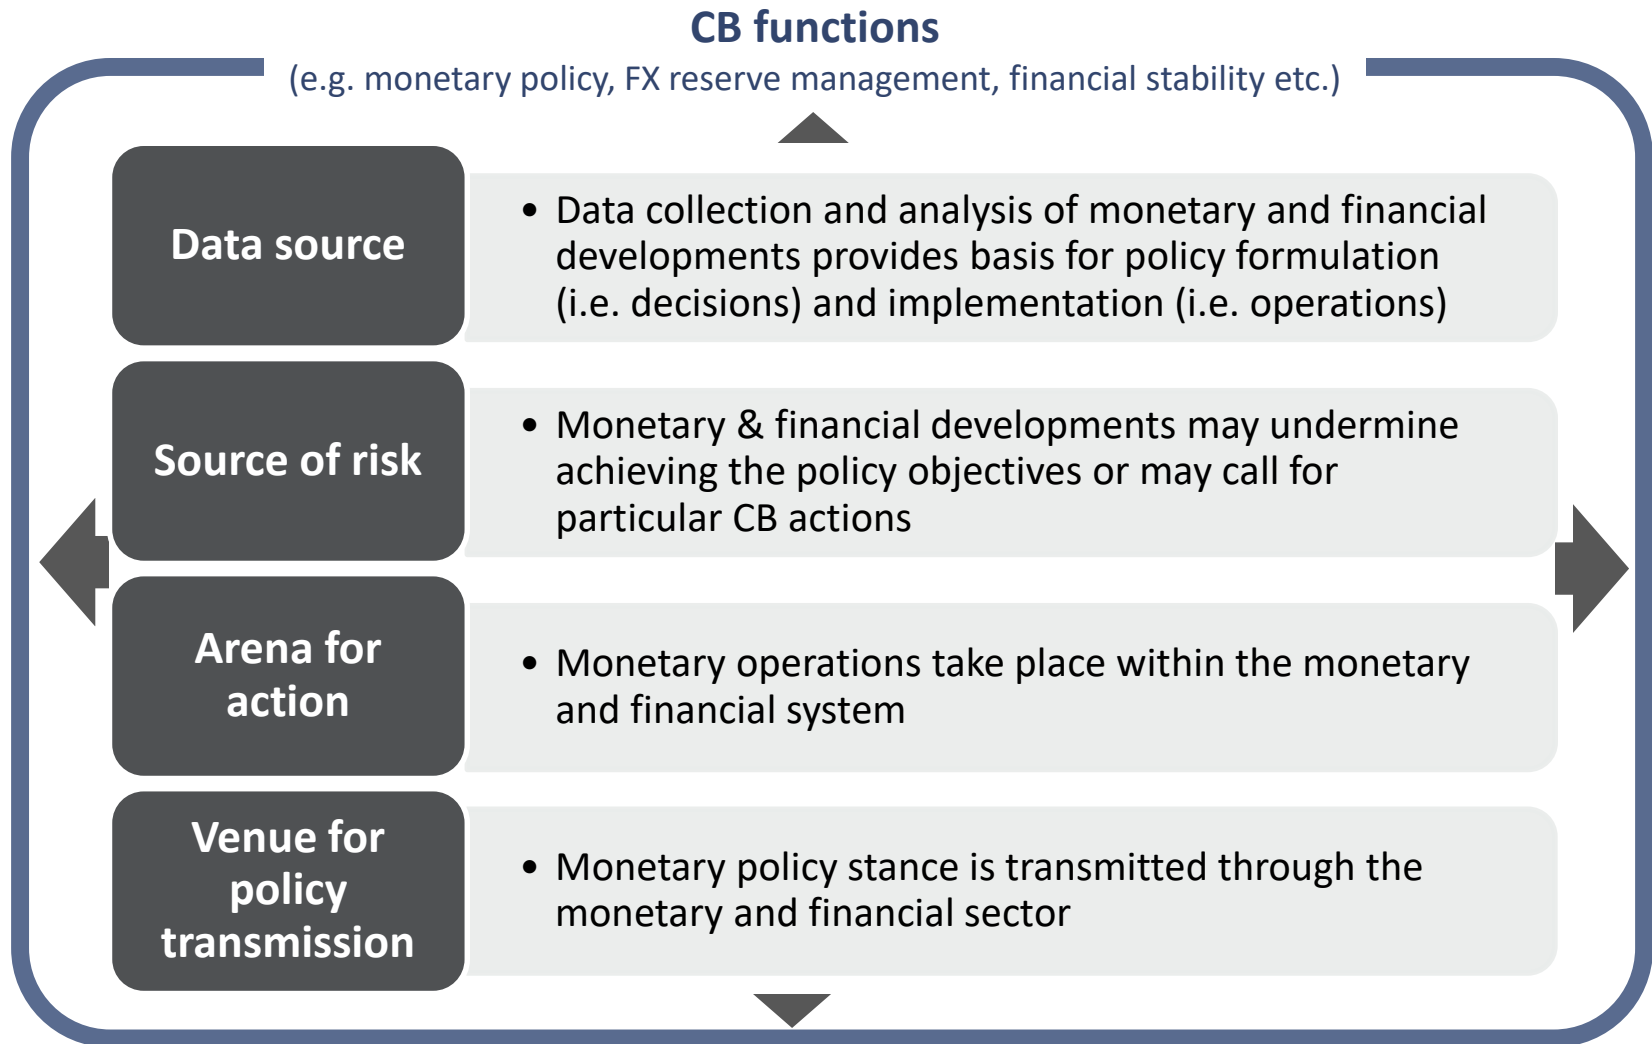 CB functions
(e.g. monetary policy, FX reserve management, financial stability etc.)
Data source
• Data collection and analysis of monetary and financial
developments provides basis for policy formulation
(i.e. decisions) and implementation (i.e. operations)
Source of risk
• Monetary & financial developments may undermine
achieving the policy objectives or may call for
particular CB actions
Arena for
action
• Monetary operations take place within the monetary
and financial system
Venue for
policy
transmission
• Monetary policy stance is transmitted through the
monetary and financial sector